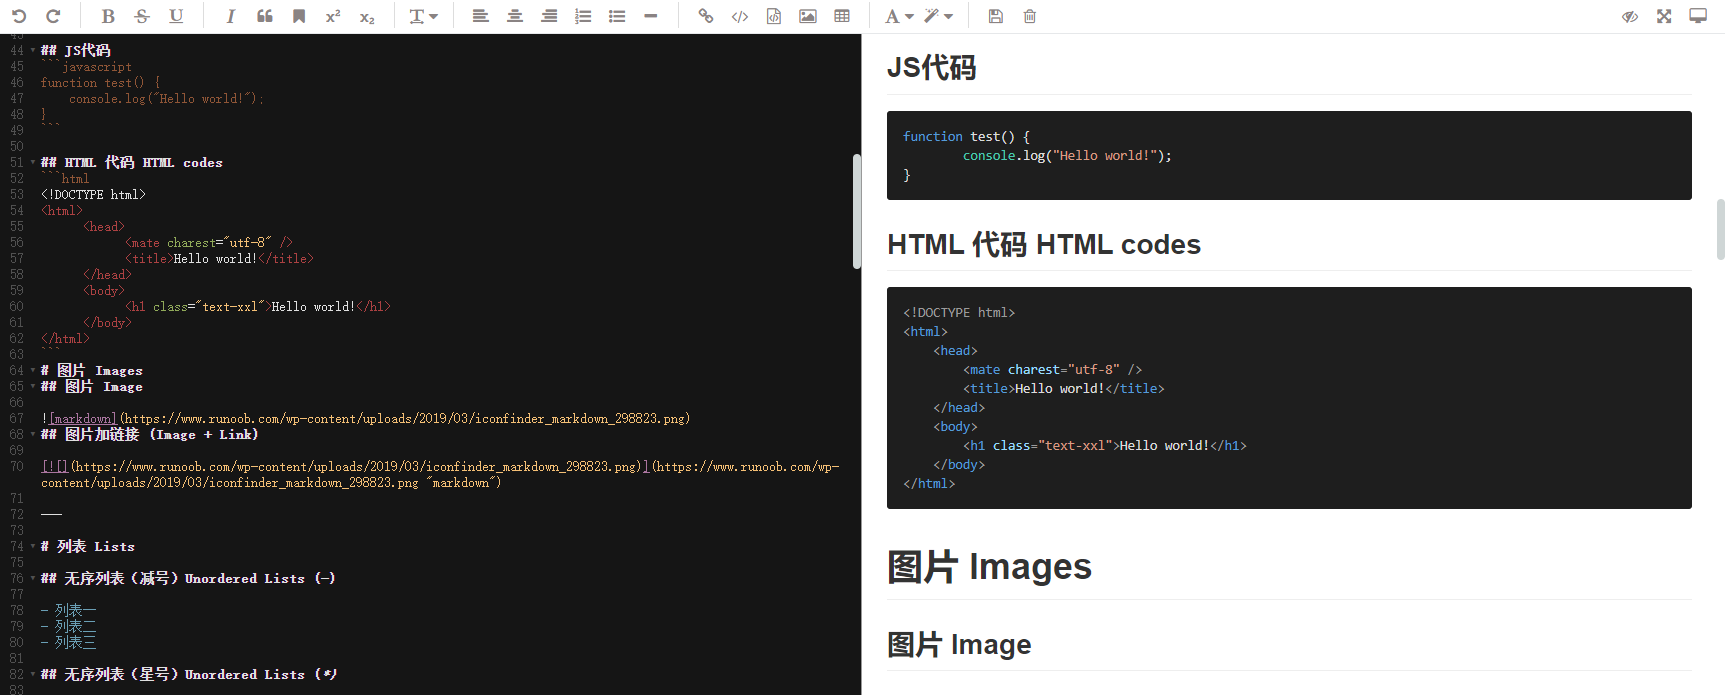 43
44 ## JS代码
45 ```javascript
46 function test() {
47     console.log("Hello world!");
48 }
49 ```
50
51 ## HTML 代码 HTML codes
52 ```html
53 <!DOCTYPE html>
54 <html>
55     <head>
56         <mate charest="utf-8" />
57         <title>Hello world!</title>
58     </head>
59     <body>
60         <h1 class="text-xxl">Hello world!</h1>
61     </body>
62 </html>
63 ```
64 # 图片 Images
65 ## 图片 Image
66
67 ![markdown](https://www.runoob.com/wp-content/uploads/2019/03/iconfinder_markdown_298823.png)
68 ## 图片加链接 (Image + Link)
69
70 [![](https://www.runoob.com/wp-content/uploads/2019/03/iconfinder_markdown_298823.png)](https://www.runoob.com/wp-
content/uploads/2019/03/iconfinder_markdown_298823.png "markdown")
71
72 ---
73
74 # 列表 Lists
75
76 ## 无序列表（减号）Unordered Lists (-)
77
78 - 列表一
79 - 列表二
80 - 列表三
81
82 ## 无序列表（星号）Unordered Lists (*)
83
JS代码
function test() {
    console.log("Hello world!");
}
HTML 代码 HTML codes
<!DOCTYPE html>
<html>
    <head>
        <mate charest="utf-8" />
        <title>Hello world!</title>
    </head>
    <body>
        <h1 class="text-xxl">Hello world!</h1>
    </body>
</html>
图片 Images
图片 Image